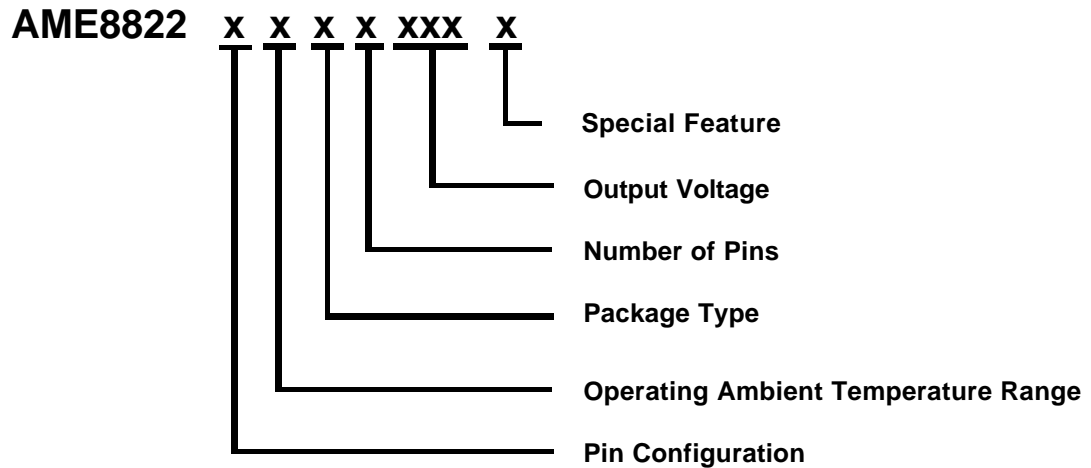 AME8822 x x x x xxx x
Special Feature
Output Voltage
Number of Pins
Package Type
Operating Ambient Temperature Range
Pin Configuration